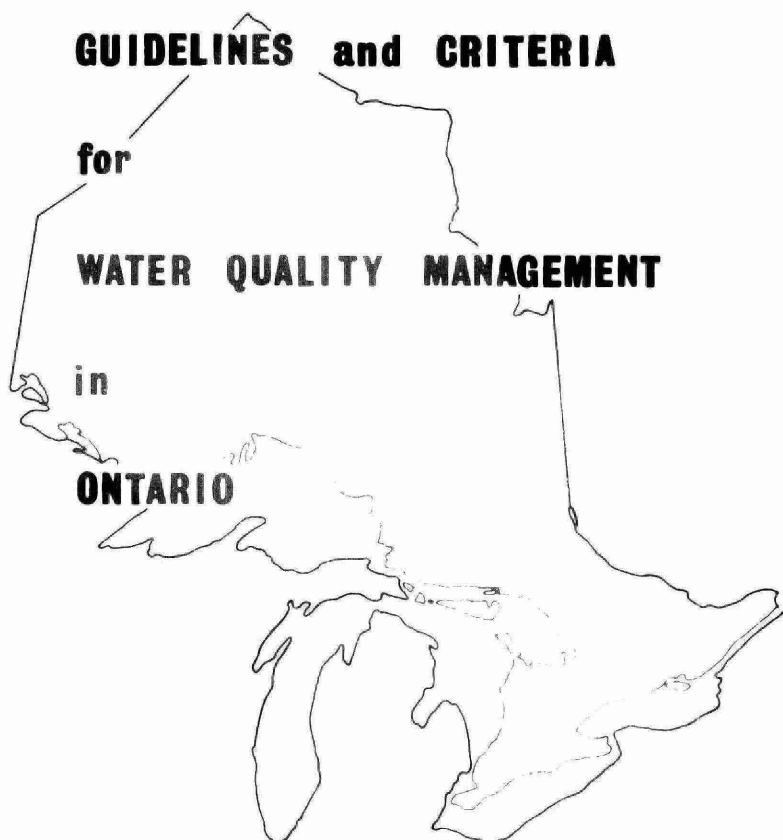 GUIDELINES and CRITERIA
for
WATER QUALITY MANAGEMENT
in
ONTARIO